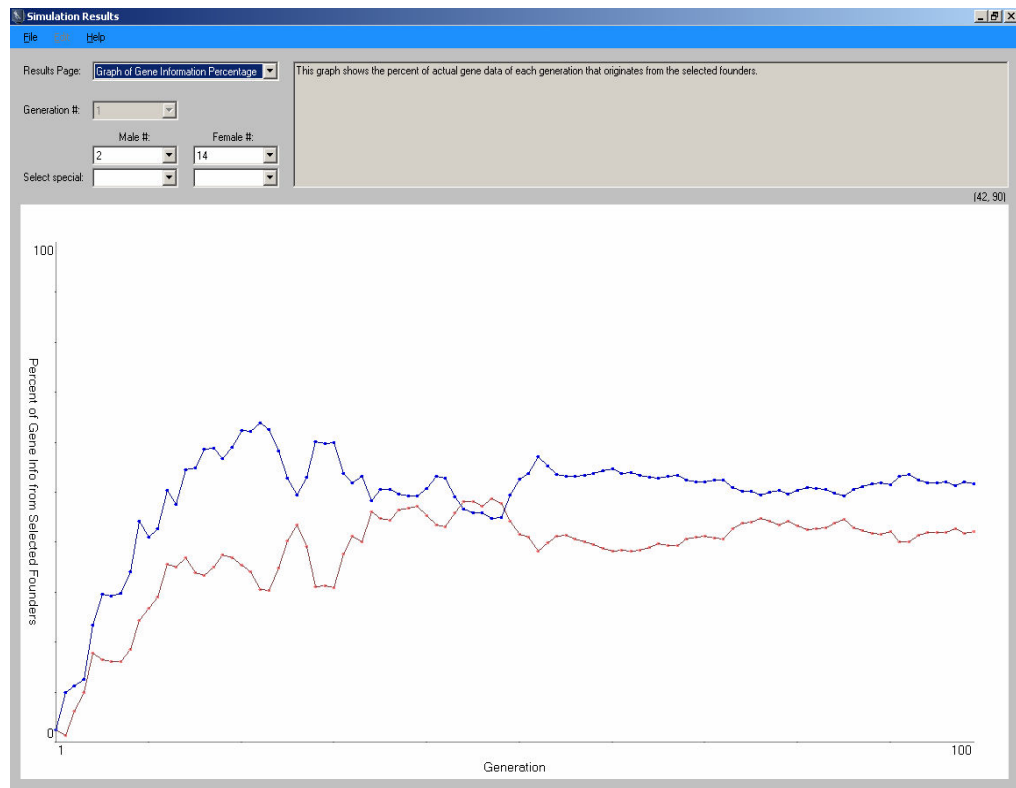 Simulation Results
File Help
Results Page: Graph of Gene Information Percentage
This graph shows the percent of actual gene data of each generation that originates from the selected founders.
Generation #: 1
Male #: Female #:
2 14
Select special:
(42, 90)
100
Percent of Gene Info from Selected Founders
0
1 100
Generation